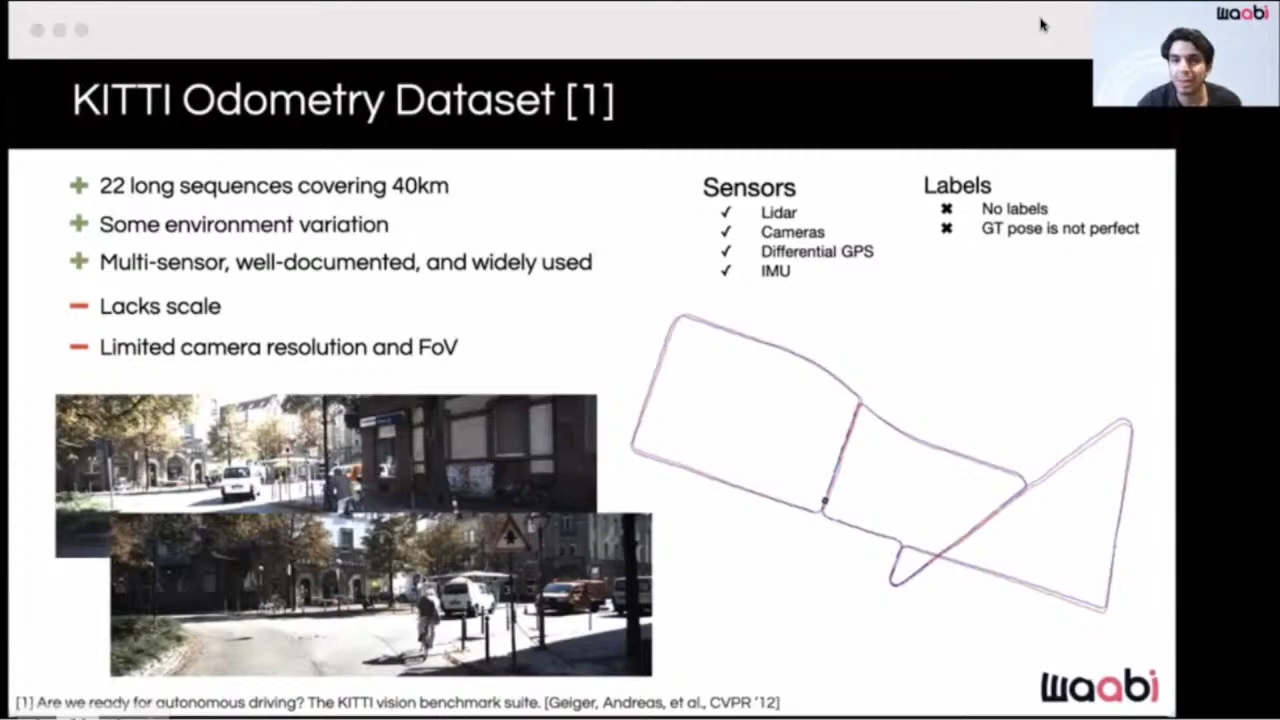 waabi
KITTI Odometry Dataset [1]
22 long sequences covering 40km
Some environment variation
Multi-sensor, well-documented, and widely used
Lacks scale
Limited camera resolution and FoV
Sensors
✓ Lidar
✓ Cameras
✓ Differential GPS
✓ IMU
Labels
✖ No labels
✖ GT pose is not perfect
waabi
[1] Are we ready for autonomous driving? The KITTI vision benchmark suite. [Geiger, Andreas, et al., CVPR '12]